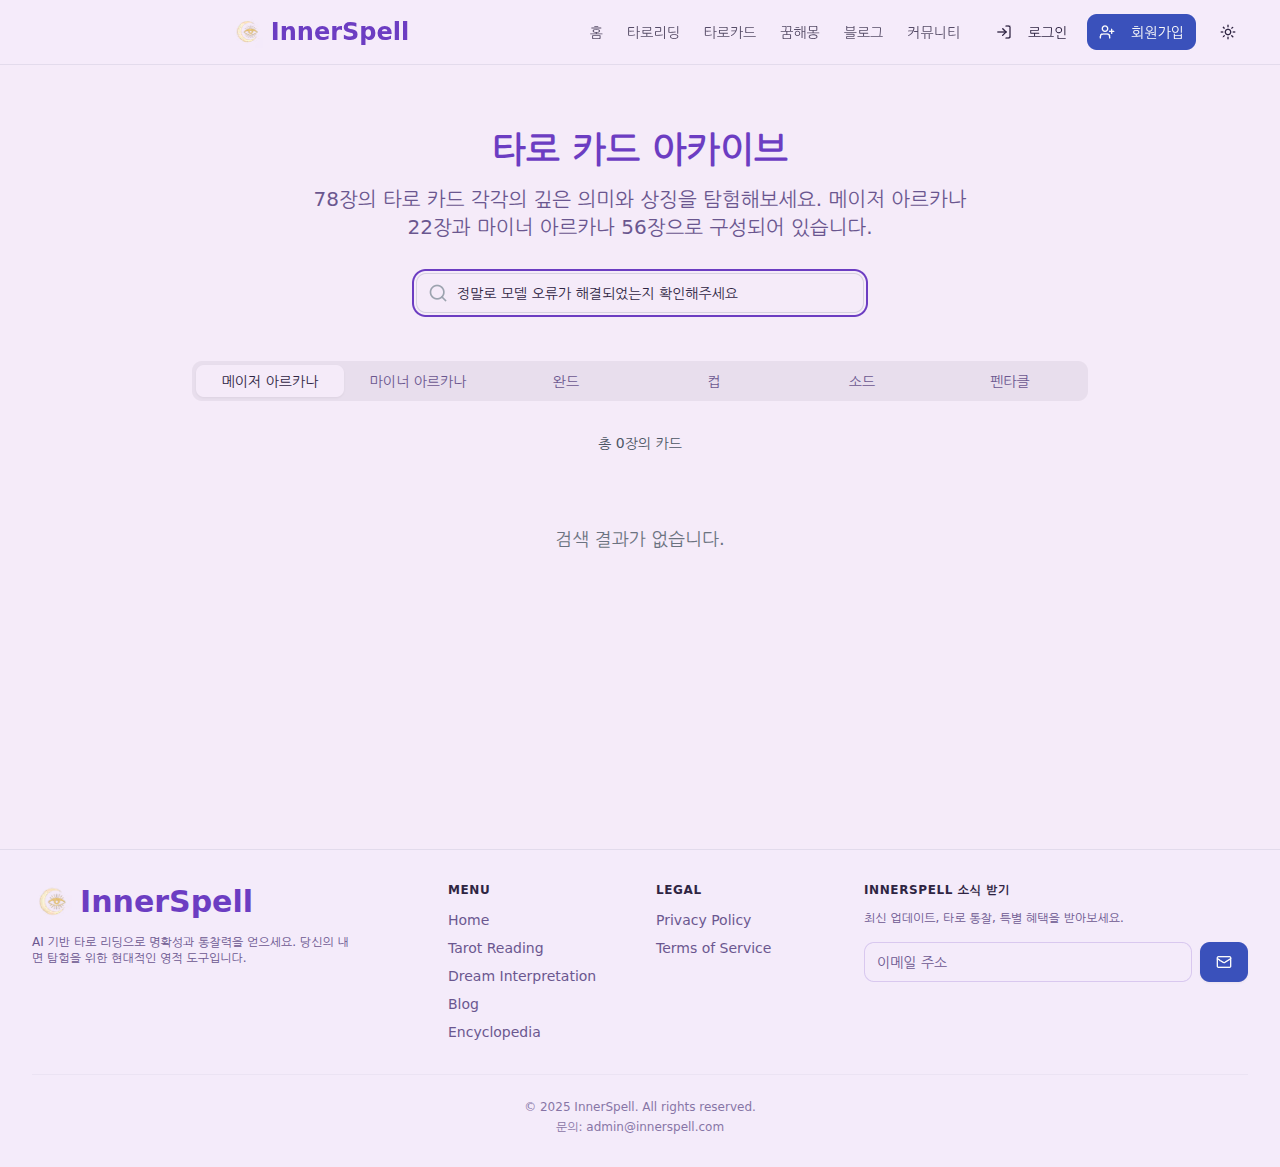 InnerSpell
홈
타로리딩
타로카드
꿈해몽
블로그
커뮤니티
로그인
회원가입
타로 카드 아카이브
78장의 타로 카드 각각의 깊은 의미와 상징을 탐험해보세요. 메이저 아르카나
22장과 마이너 아르카나 56장으로 구성되어 있습니다.
정말로 모델 오류가 해결되었는지 확인해주세요
메이저 아르카나
마이너 아르카나
완드
컵
소드
펜타클
총 0장의 카드
검색 결과가 없습니다.
InnerSpell
AI 기반 타로 리딩으로 명확성과 통찰력을 얻으세요. 당신의 내
면 탐험을 위한 현대적인 영적 도구입니다.
MENU
Home
Tarot Reading
Dream Interpretation
Blog
Encyclopedia
LEGAL
Privacy Policy
Terms of Service
INNERSPELL 소식 받기
최신 업데이트, 타로 통찰, 특별 혜택을 받아보세요.
이메일 주소
© 2025 InnerSpell. All rights reserved.
문의: admin@innerspell.com